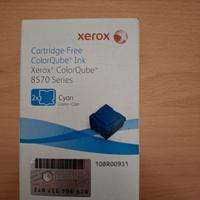 xerox
Cartridge-Free
ColorQube® Ink
Xerox® ColorQube®
8570 Series
2x
Cyan
108R00931